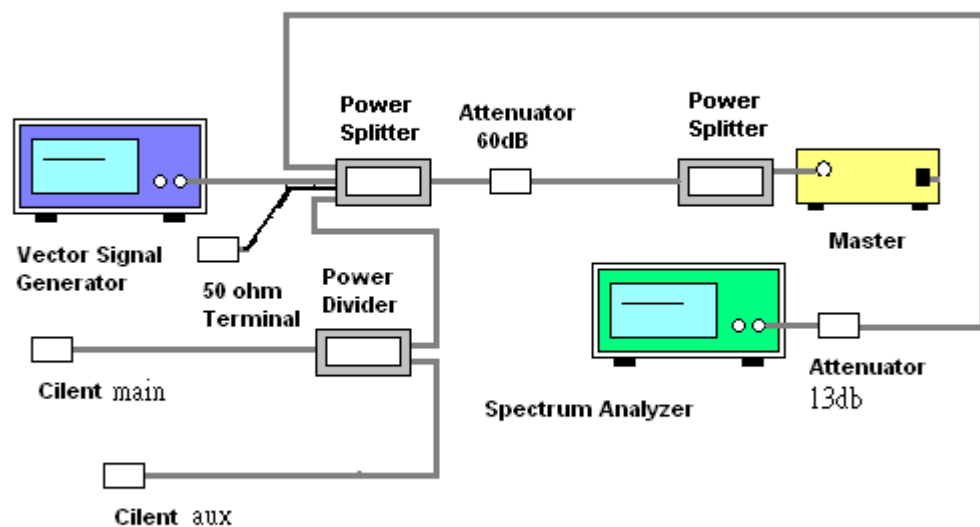 Power
Splitter
Attenuator
60dB
Power
Splitter
Vector Signal
Generator
50 ohm
Terminal
Power
Divider
Master
Cilent main
Spectrum Analyzer
Attenuator
13db
Cilent aux